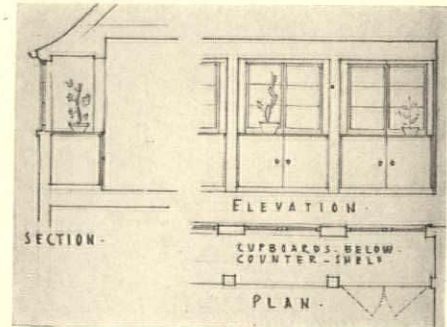 ELEVATION.
SECTION.
CUPBOARDS. BELOW.
COUNTER-SHELF
PLAN.